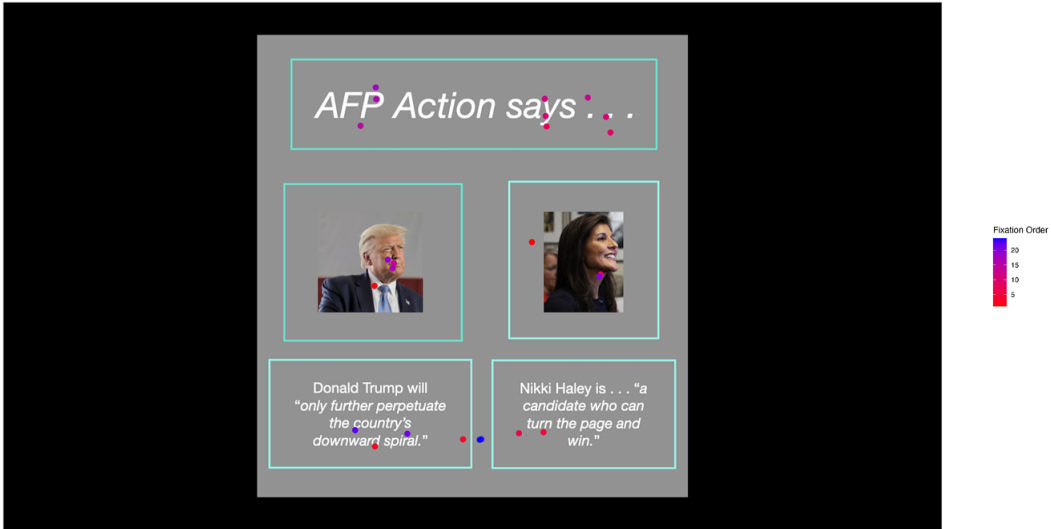 AFP Action says . . .
Donald Trump will
“only further perpetuate
the country’s
downward spiral.”
Nikki Haley is . . . “a
candidate who can
turn the page and
win.”
Fixation Order
20
15
10
5